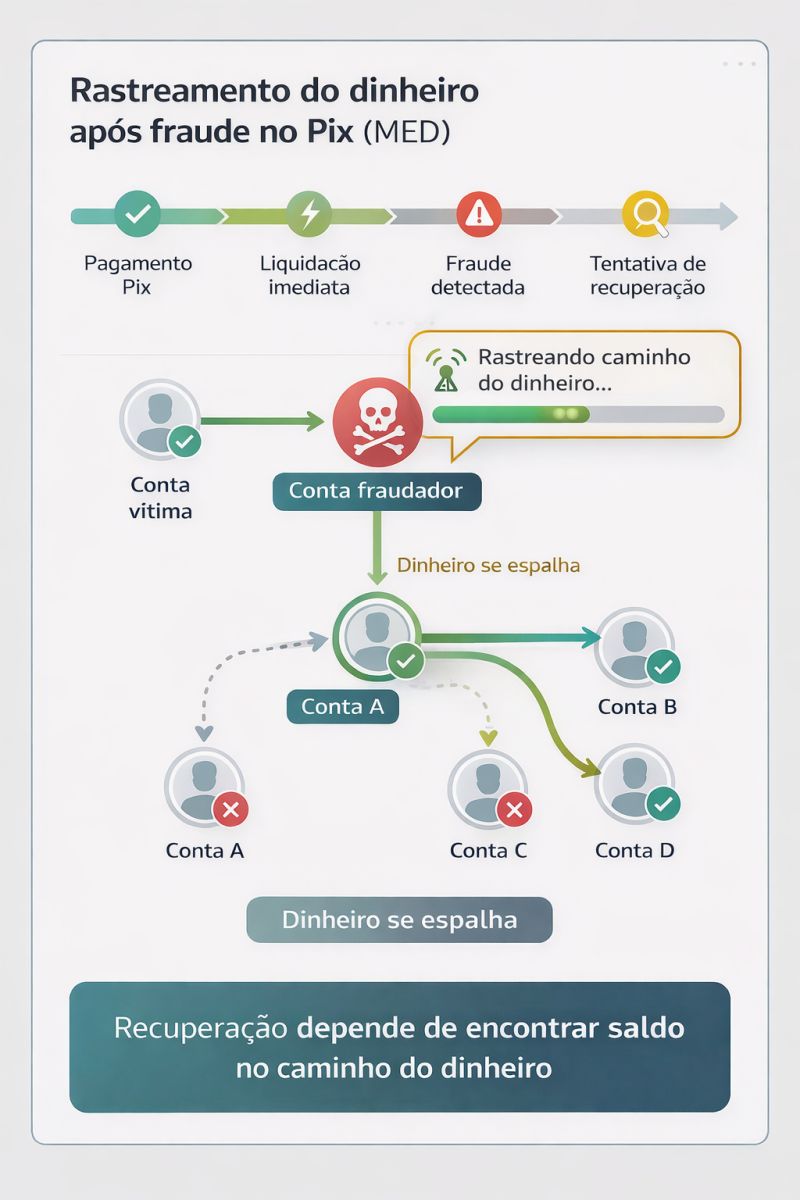 Rastreamento do dinheiro
após fraude no Pix (MED)
Pagamento
Pix
Liquidacão
imediata
Fraude
detectada
Tentativa de
recuperação
Rastreando caminho
do dinheiro...
Conta
vitima
Conta fraudador
Dinheiro se espalha
Conta A
Conta B
Conta A
Conta C
Conta D
Dinheiro se espalha
Recuperação depende de encontrar saldo
no caminho do dinheiro